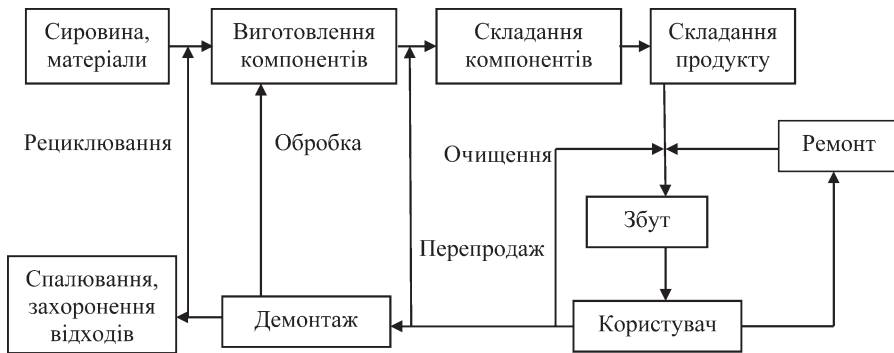 Сировина,
матеріали
Виготовлення
компонентів
Складання
компонентів
Складання
продукту
Рециклювання
Обробка
Очищення
Ремонт
Збут
Перепродаж
Спалювання,
захоронення
відходів
Демонтаж
Користувач